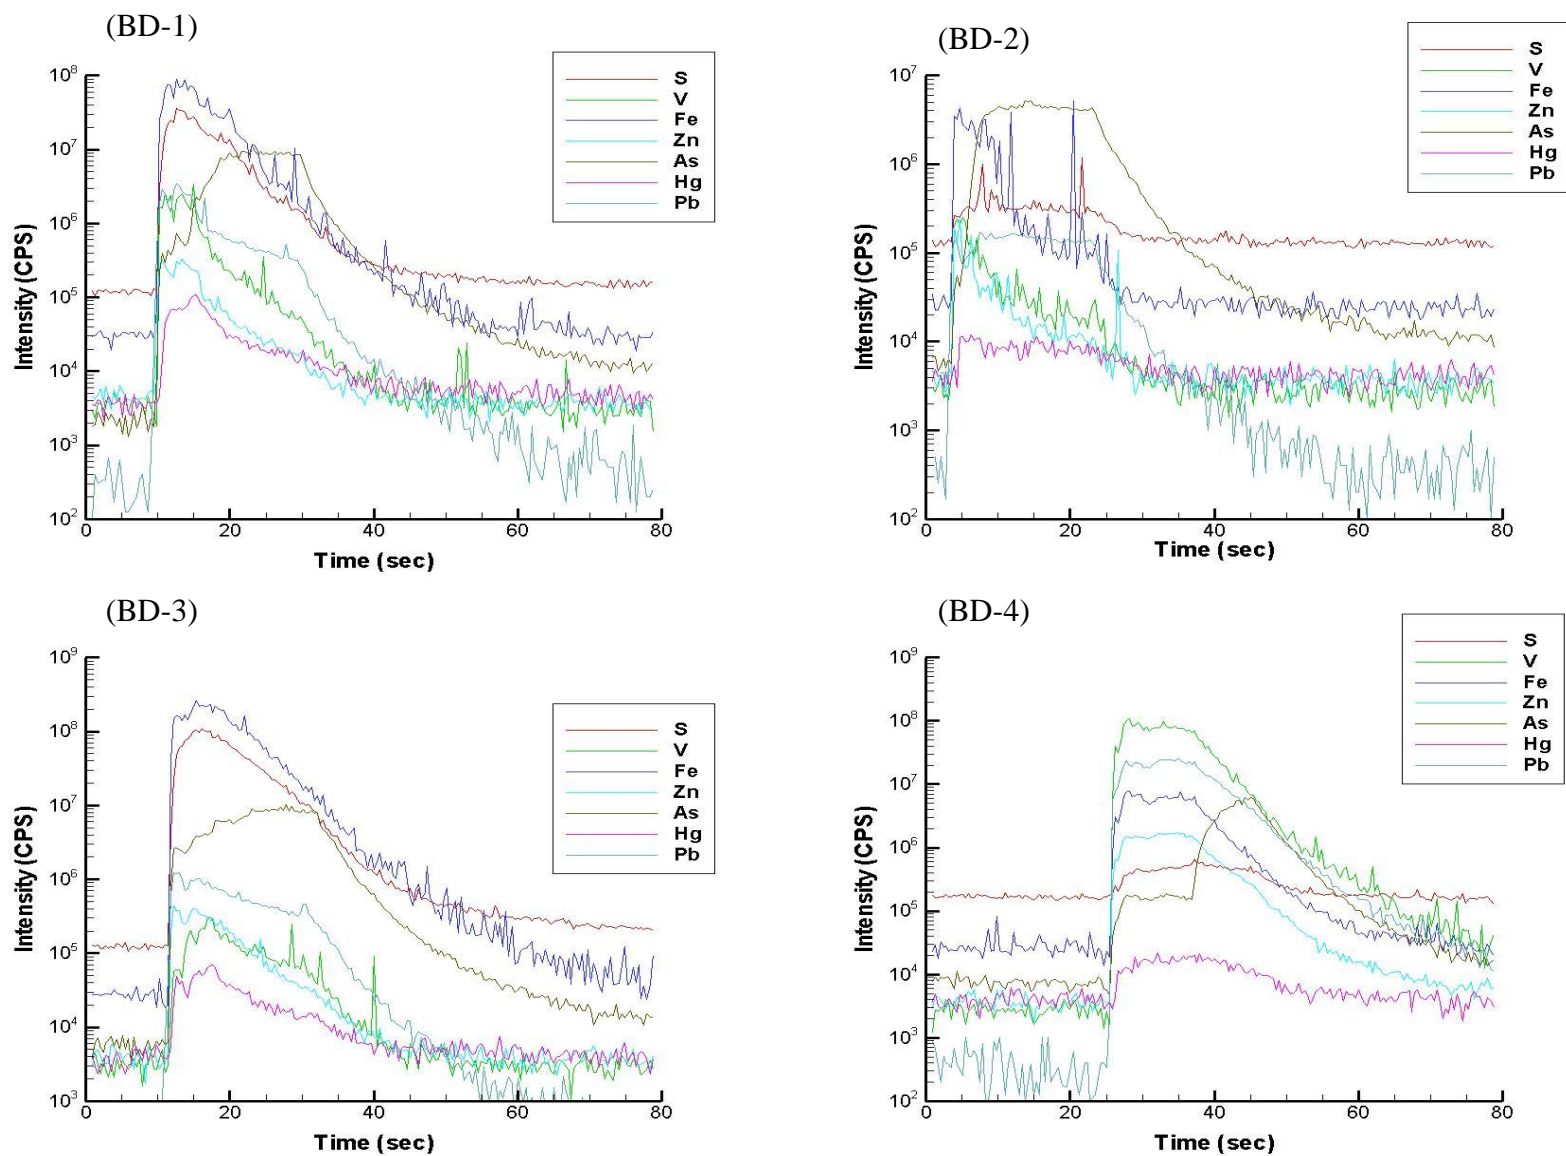 (BD-1)
S
V
Fe
Zn
As
Hg
Pb
10^8
10^7
10^6
10^5
10^4
10^3
10^2
Intensity (CPS)
0 20 40 60 80
Time (sec)
(BD-2)
S
V
Fe
Zn
As
Hg
Pb
10^7
10^6
10^5
10^4
10^3
10^2
Intensity (CPS)
0 20 40 60 80
Time (sec)
(BD-3)
S
V
Fe
Zn
As
Hg
Pb
10^9
10^8
10^7
10^6
10^5
10^4
10^3
Intensity (CPS)
0 20 40 60 80
Time (sec)
(BD-4)
S
V
Fe
Zn
As
Hg
Pb
10^9
10^8
10^7
10^6
10^5
10^4
10^3
10^2
Intensity (CPS)
0 20 40 60 80
Time (sec)